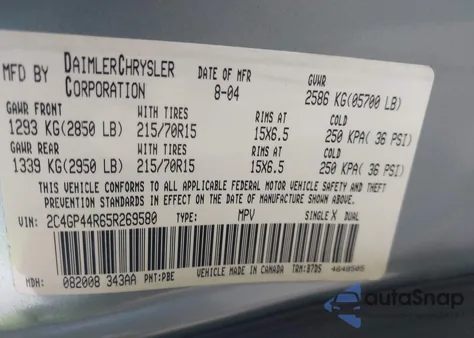 MFD BY DAIMLERCHRYSLER CORPORATION DATE OF MFR 8-04 GVWR 2586 KG(05700 LB)
GAWR FRONT WITH TIRES RIMS AT COLD
1293 KG(2850 LB) 215/70R15 15X6.5 250 KPA( 36 PSI)
GAWR REAR WITH TIRES RIMS AT COLD
1339 KG(2950 LB) 215/70R15 15X6.5 250 KPA( 36 PSI)
THIS VEHICLE CONFORMS TO ALL APPLICABLE FEDERAL MOTOR VEHICLE SAFETY AND THEFT
PREVENTION STANDARDS IN EFFECT ON THE DATE OF MANUFACTURE SHOWN ABOVE.
VIN: 2C4GP44R65R269580 TYPE: MPV SINGLE X DUAL
MDH: 082008 343AA PNT:PBE VEHICLE MADE IN CANADA TRM:B7DS 4648505
autoSnap